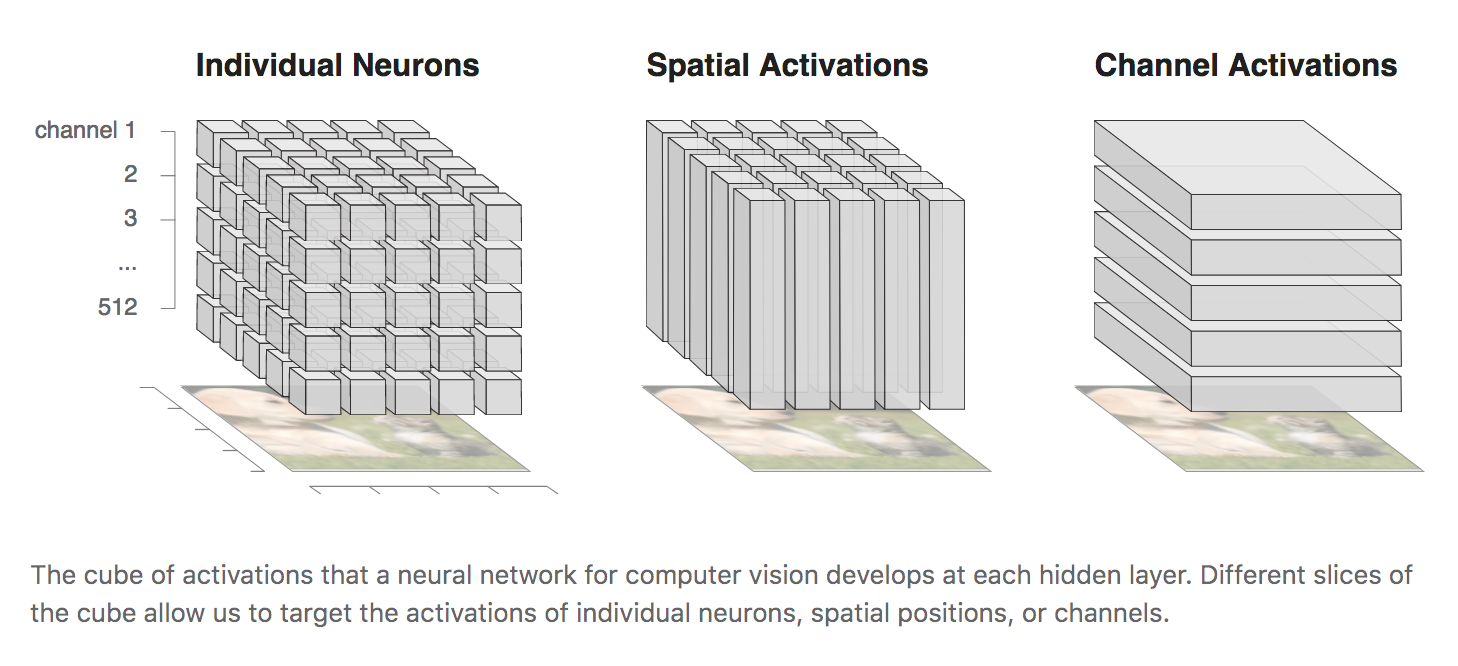 Individual Neurons
Spatial Activations
Channel Activations
channel 1
2
3
...
512
The cube of activations that a neural network for computer vision develops at each hidden layer. Different slices of
the cube allow us to target the activations of individual neurons, spatial positions, or channels.